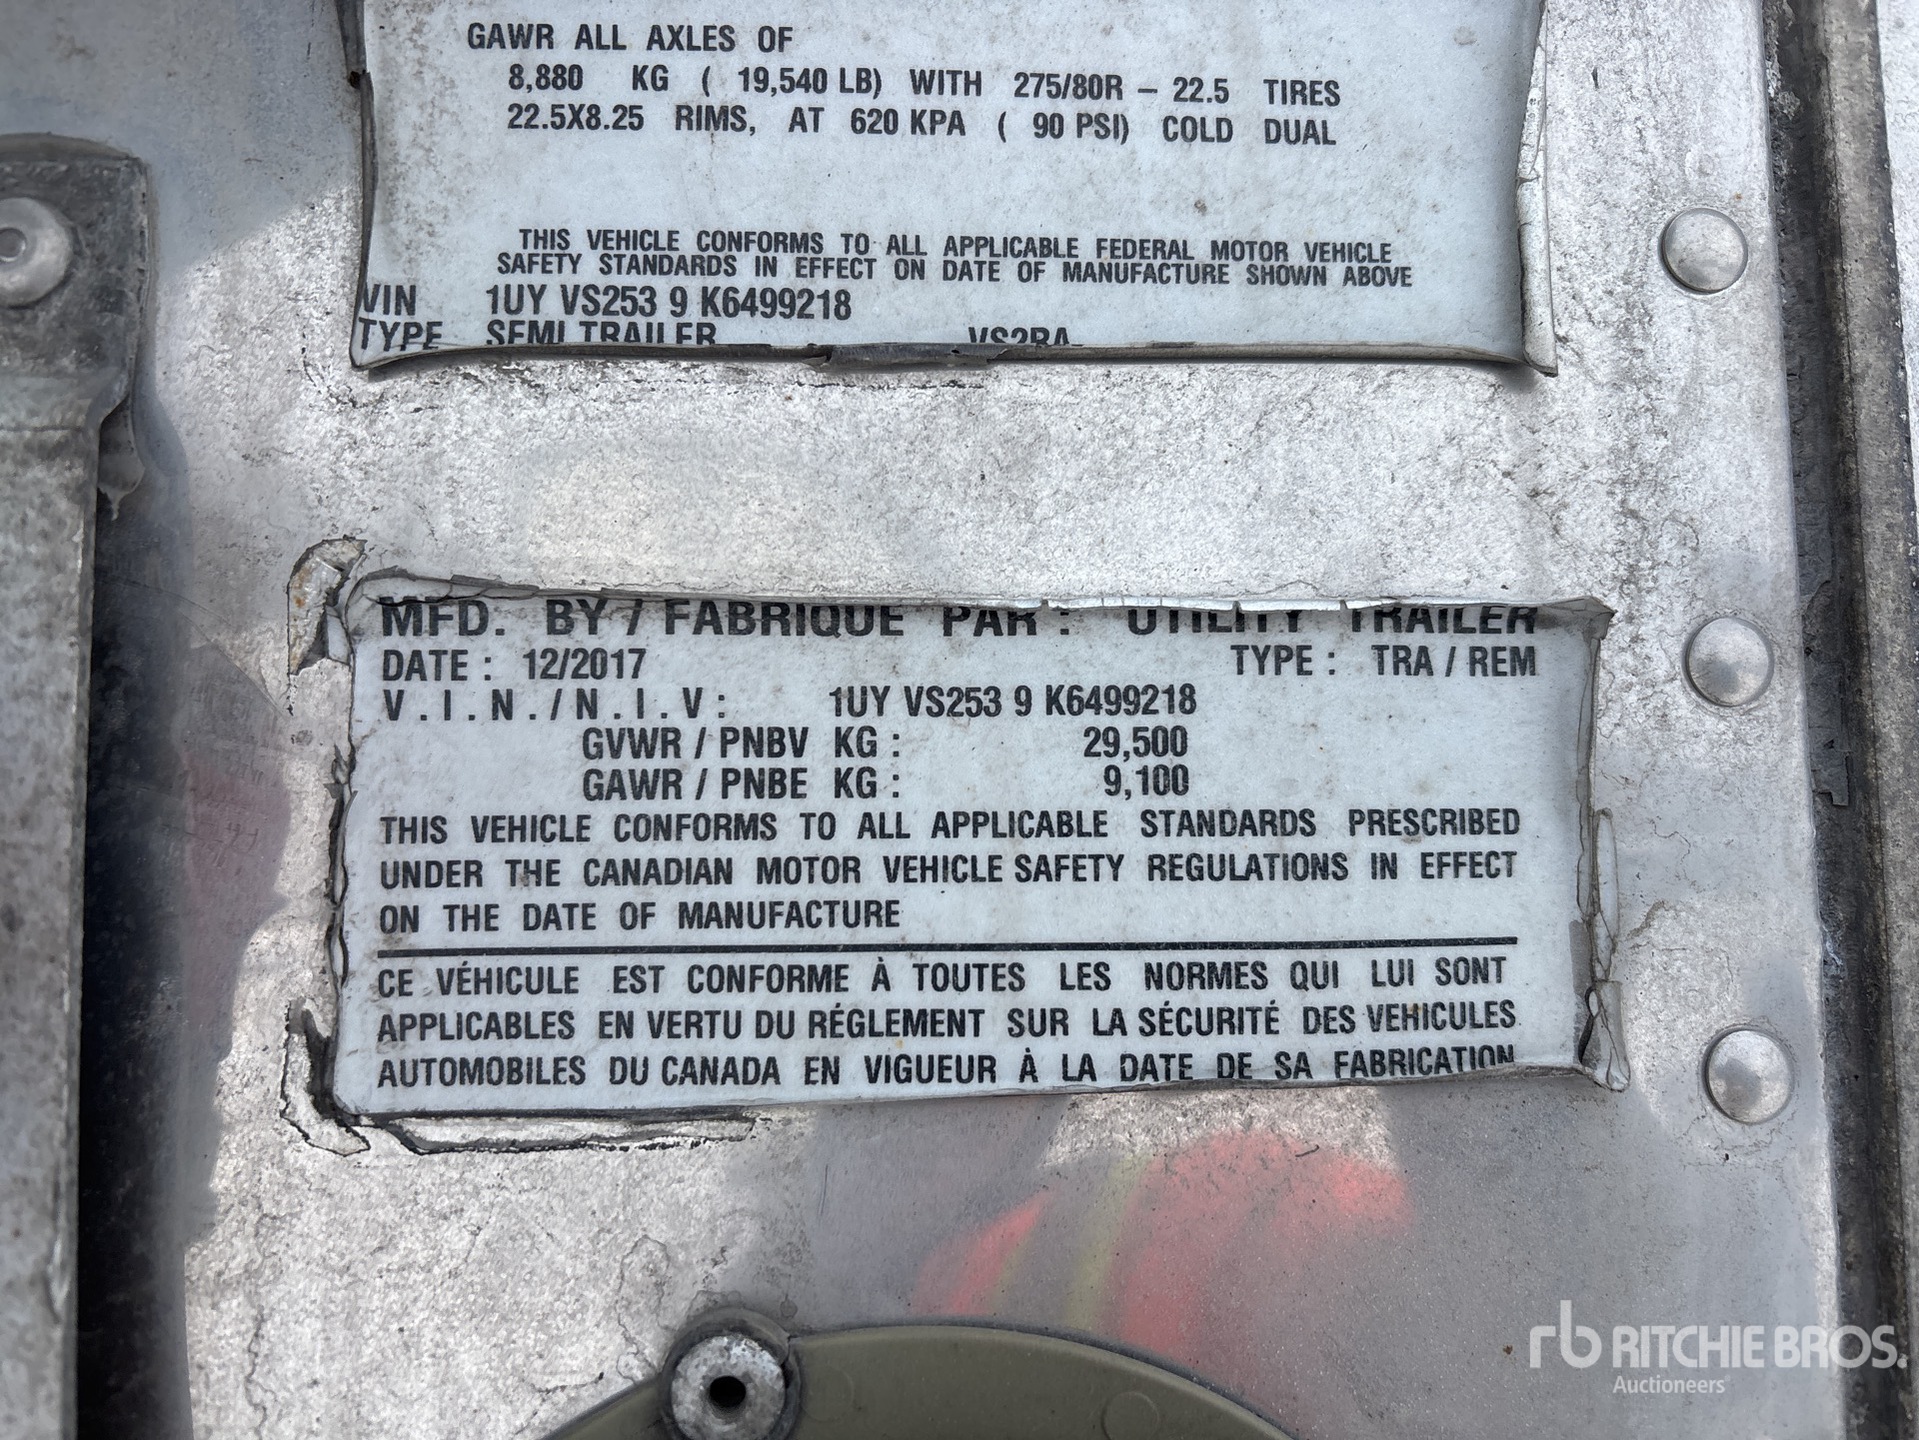 GAWR ALL AXLES OF
8,880 KG ( 19,540 LB) WITH 275/80R – 22.5 TIRES
22.5X8.25 RIMS, AT 620 KPA ( 90 PSI) COLD DUAL
THIS VEHICLE CONFORMS TO ALL APPLICABLE FEDERAL MOTOR VEHICLE
SAFETY STANDARDS IN EFFECT ON DATE OF MANUFACTURE SHOWN ABOVE
VIN 1UY VS253 9 K6499218
TYPE SEMI TRAILER VS2RA
MFD. BY / FABRIQUE PAR : UTILITY TRAILER
DATE : 12/2017 TYPE : TRA / REM
V . I . N . / N . I . V : 1UY VS253 9 K6499218
GVWR / PNBV KG : 29,500
GAWR / PNBE KG : 9,100
THIS VEHICLE CONFORMS TO ALL APPLICABLE STANDARDS PRESCRIBED
UNDER THE CANADIAN MOTOR VEHICLE SAFETY REGULATIONS IN EFFECT
ON THE DATE OF MANUFACTURE
CE VÉHICULE EST CONFORME À TOUTES LES NORMES QUI LUI SONT
APPLICABLES EN VERTU DU RÉGLEMENT SUR LA SÉCURITÉ DES VEHICULES
AUTOMOBILES DU CANADA EN VIGUEUR À LA DATE DE SA FABRICATION
rb RITCHIE BROS.
Auctioneers